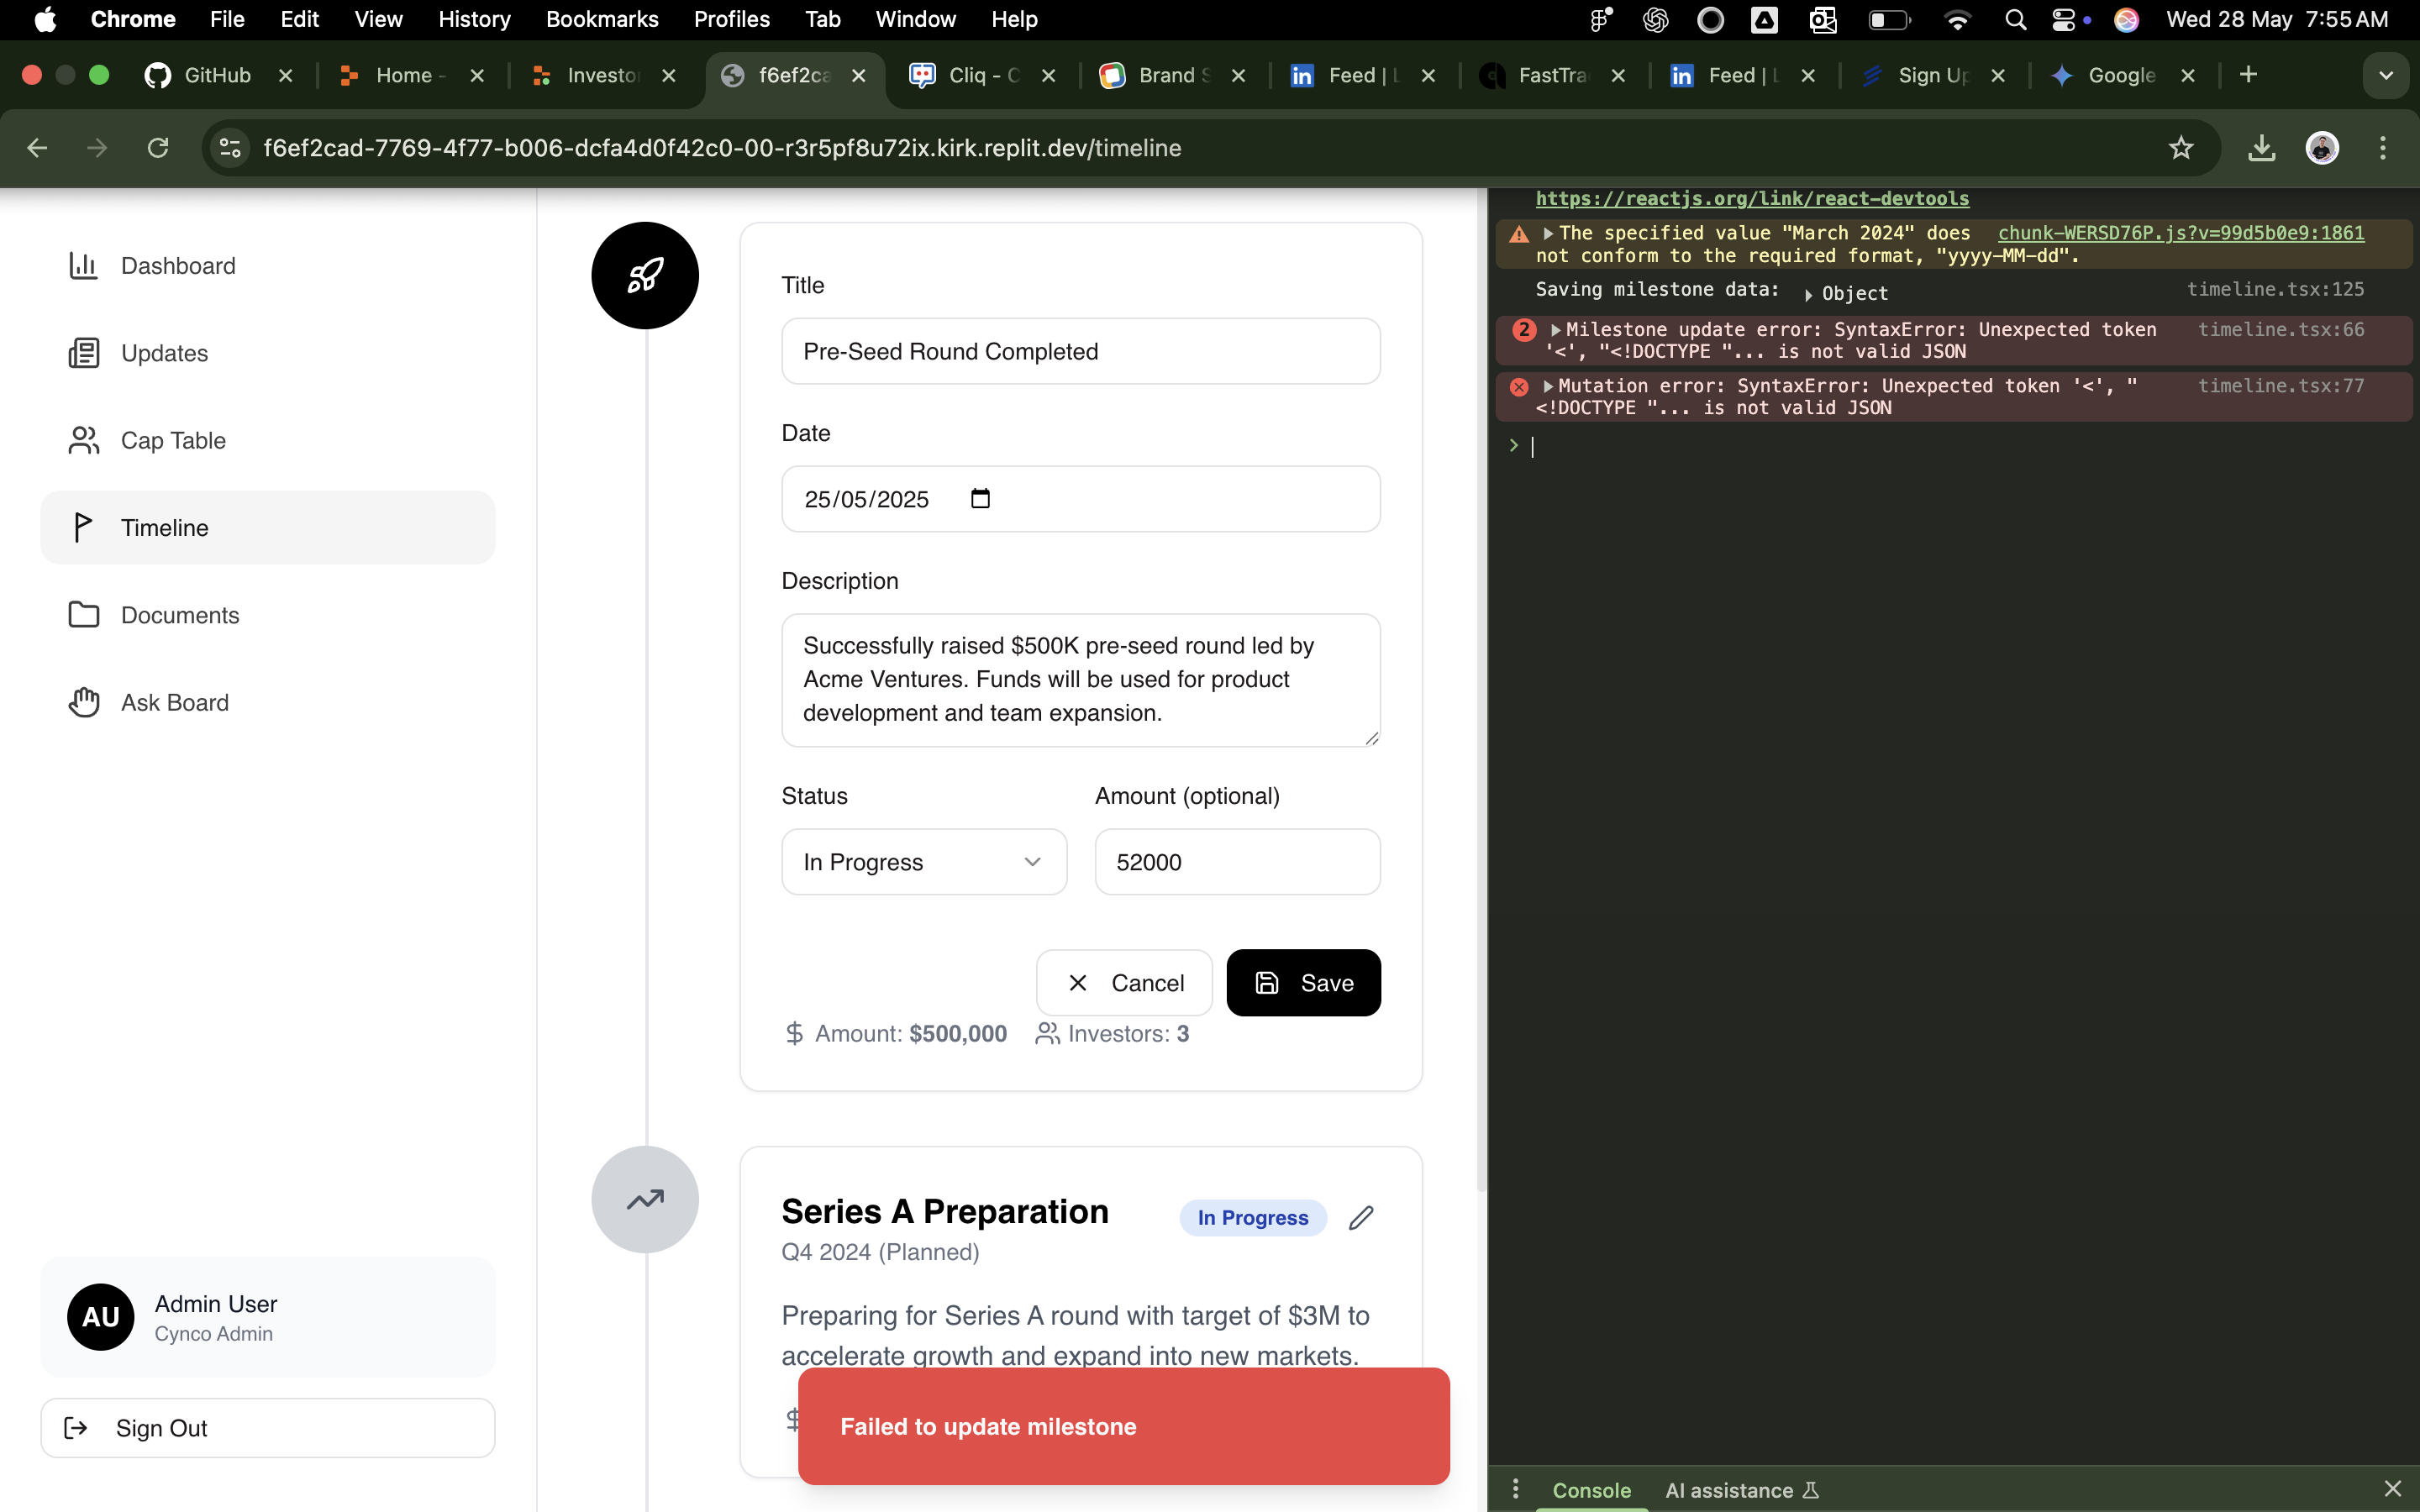 Chrome File Edit View History Bookmarks Profiles Tab Window Help Wed 28 May 7:55 AM
GitHub Home - Investor Cliq - C Brand S Feed | L FastTra Feed | L Sign Up Google
f6ef2cad-7769-4f77-b006-dcfa4d0f42c0-00-r3r5pf8u72ix.kirk.replit.dev/timeline
Dashboard
Updates
Cap Table
Timeline
Documents
Ask Board
AU
Admin User
Cynco Admin
Sign Out
Title
Pre-Seed Round Completed
Date
25/05/2025
Description
Successfully raised $500K pre-seed round led by
Acme Ventures. Funds will be used for product
development and team expansion.
Status
Amount (optional)
In Progress
52000
Cancel
Save
Amount: $500,000 Investors: 3
Series A Preparation
In Progress
Q4 2024 (Planned)
Preparing for Series A round with target of $3M to
accelerate growth and expand into new markets.
Failed to update milestone
https://reactjs.org/link/react-devtools
The specified value "March 2024" does chunk-WERSD76P.js?v=99d5b0e9:1861
not conform to the required format, "yyyy-MM-dd".
Saving milestone data: Object timeline.tsx:125
2 Milestone update error: SyntaxError: Unexpected token timeline.tsx:66
'<', "<!DOCTYPE "... is not valid JSON
Mutation error: SyntaxError: Unexpected token '<', " timeline.tsx:77
<!DOCTYPE "... is not valid JSON
Console AI assistance